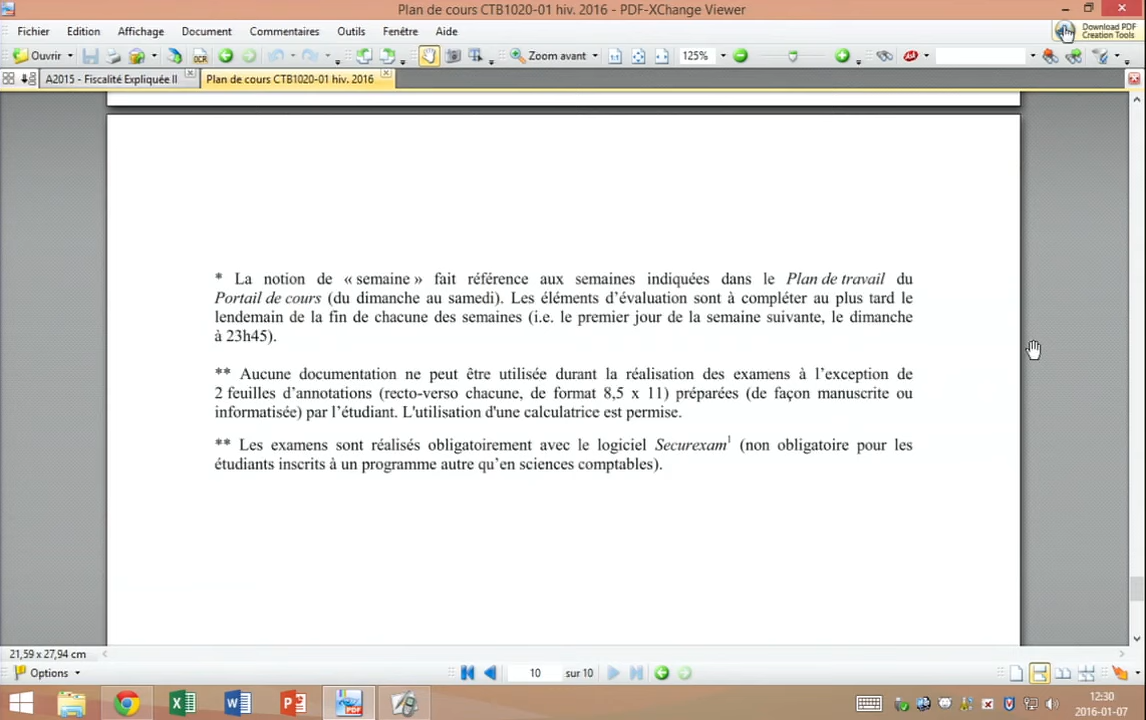 Plan de cours CTB1020-01 hiv. 2016 - PDF-XChange Viewer
Fichier Edition Affichage Document Commentaires Outils Fenêtre Aide
Download PDF
Creation Tools
Ouvrir OCR Zoom avant 125%
A2015 - Fiscalité Expliquée II Plan de cours CTB1020-01 hiv. 2016
* La notion de « semaine » fait référence aux semaines indiquées dans le Plan de travail du
Portail de cours (du dimanche au samedi). Les éléments d’évaluation sont à compléter au plus tard le
lendemain de la fin de chacune des semaines (i.e. le premier jour de la semaine suivante, le dimanche
à 23h45).
** Aucune documentation ne peut être utilisée durant la réalisation des examens à l’exception de
2 feuilles d’annotations (recto-verso chacune, de format 8,5 x 11) préparées (de façon manuscrite ou
informatisée) par l’étudiant. L'utilisation d'une calculatrice est permise.
** Les examens sont réalisés obligatoirement avec le logiciel Securexam¹ (non obligatoire pour les
étudiants inscrits à un programme autre qu’en sciences comptables).
21,59 x 27,94 cm
Options 10 sur 10
12:30
2016-01-07